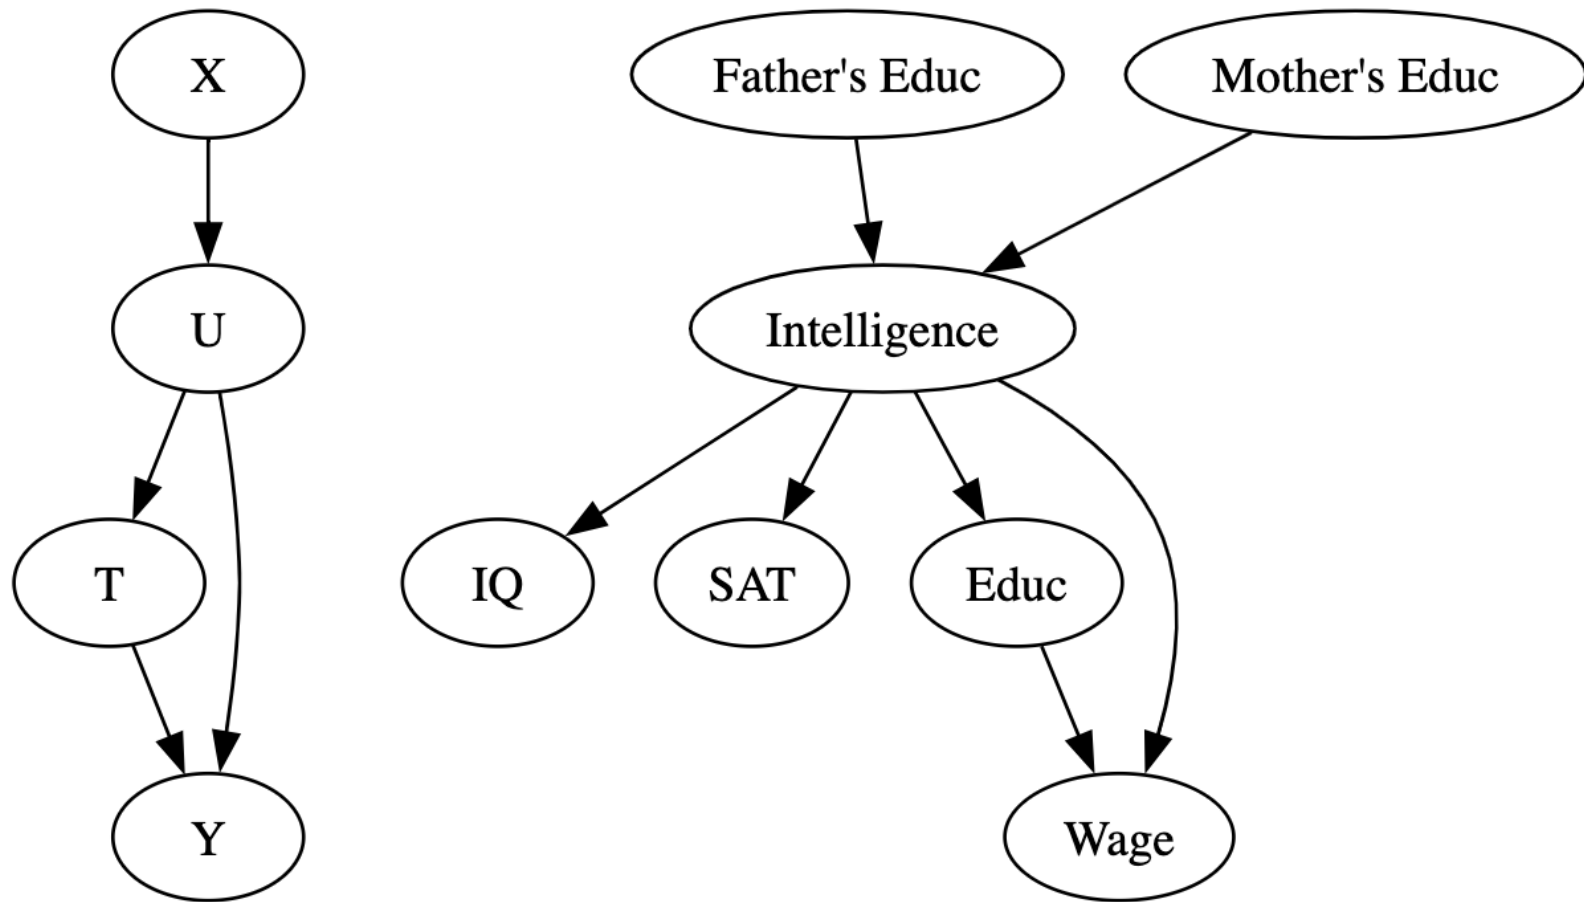 X
Father's Educ
Mother's Educ
U
Intelligence
T
IQ
SAT
Educ
Y
Wage